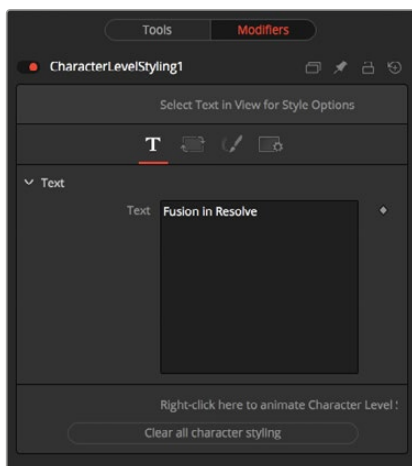 Tools Modifiers
CharacterLevelStyling1
Select Text in View for Style Options
T
Text
Text Fusion in Resolve
Right-click here to animate Character Level S
Clear all character styling